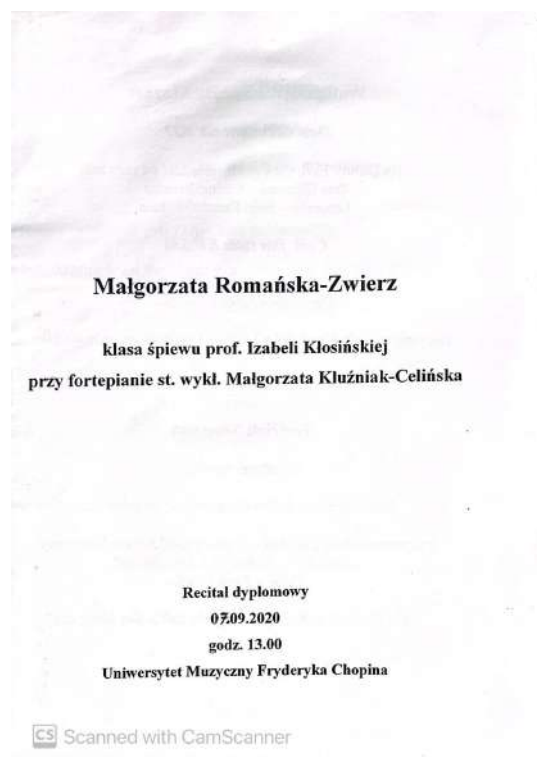 Małgorzata Romańska-Zwierz
klasa śpiewu prof. Izabeli Kłosińskiej
przy fortepianie st. wykł. Małgorzata Kluźniak-Celińska
Recital dyplomowy
07.09.2020
godz. 13.00
Uniwersytet Muzyczny Fryderyka Chopina
CS Scanned with CamScanner